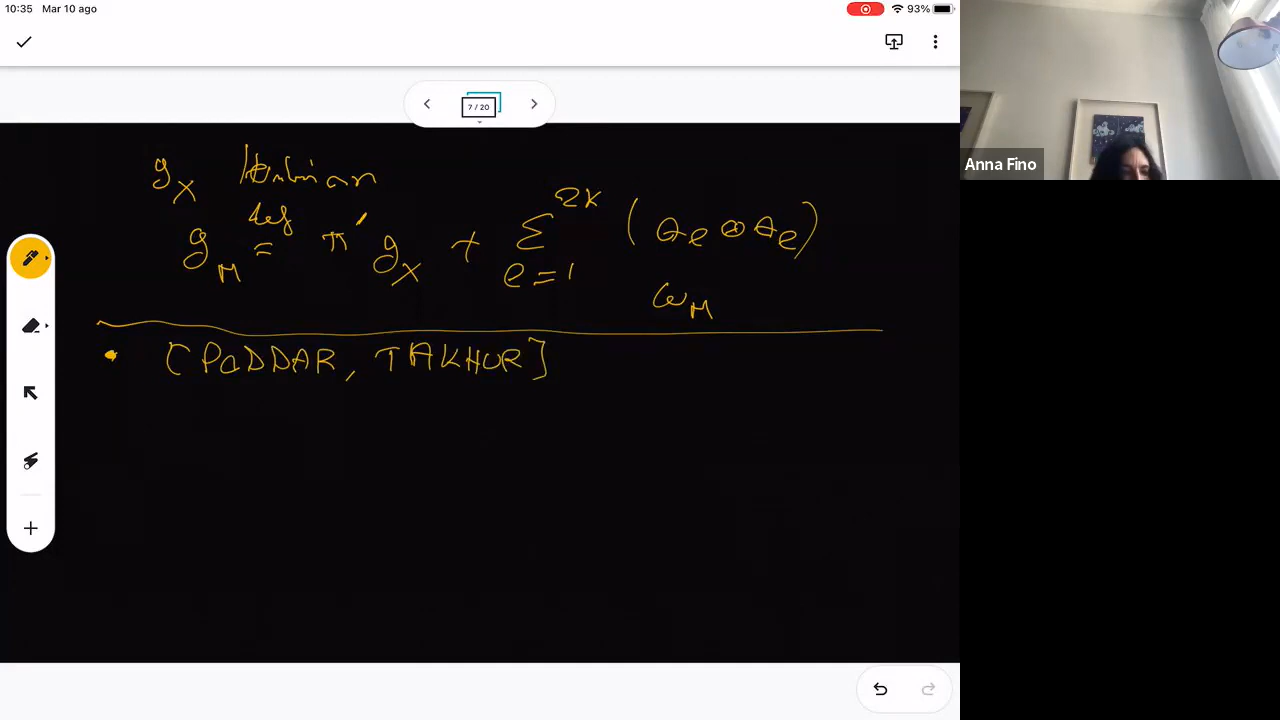 10:35 Mar 10 ago 93%
7 / 20
g_X Hermitian
g_M def= π* g_X + Σ_{ℓ=1}^{2k} (θ_ℓ ⊗ θ_ℓ)
ω_M
• [PODDAR, TAKHUR]
Anna Fino